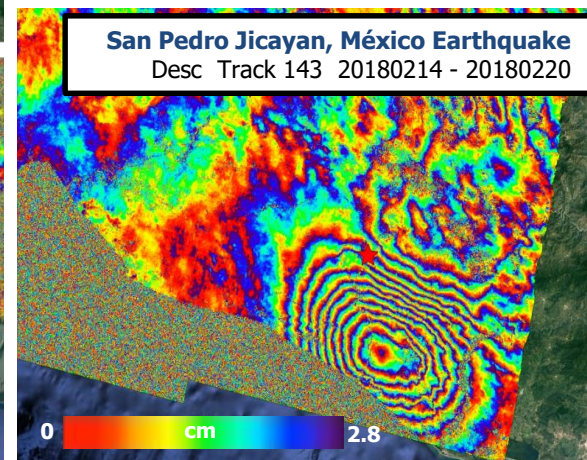 San Pedro Jicayan, México Earthquake
Desc Track 143 20180214 - 20180220
0 cm 2.8